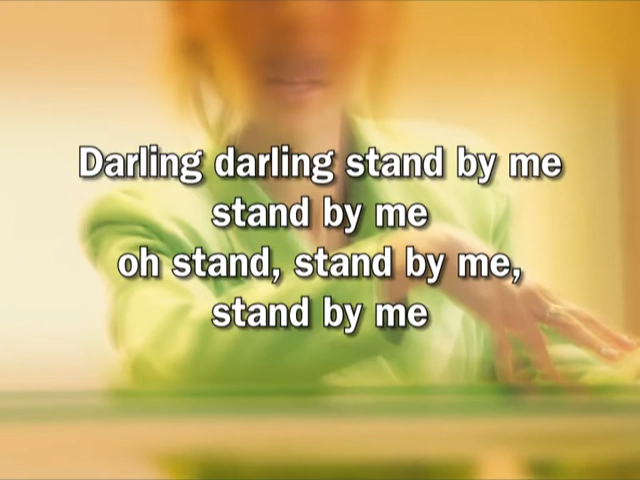 Darling darling stand by me
stand by me
oh stand, stand by me,
stand by me